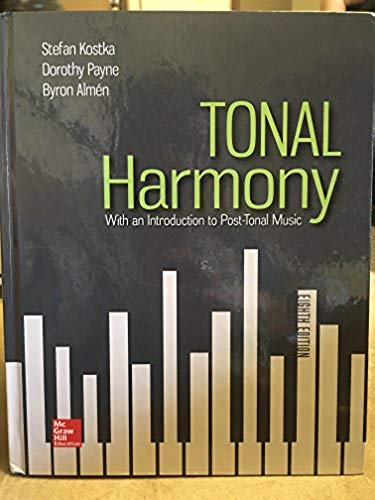 Stefan Kostka
Dorothy Payne
Byron Almén
TONAL
Harmony
With an Introduction to Post-Tonal Music
EIGHTH EDITION
Mc
Graw
Hill
Education